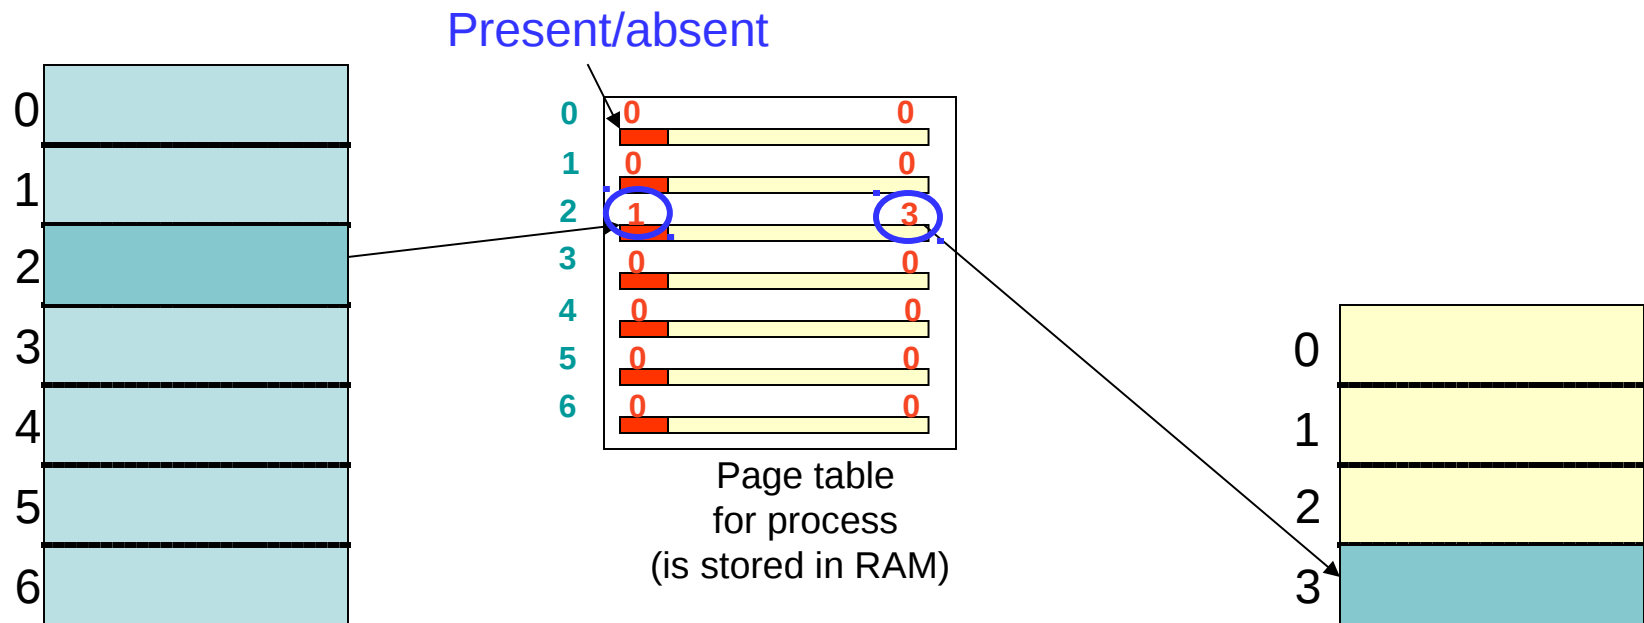 Present/absent
0
1
2
3
4
5
6
0 0 0
1 0 0
2 1 3
3 0 0
4 0 0
5 0 0
6 0 0
Page table
for process
(is stored in RAM)
0
1
2
3